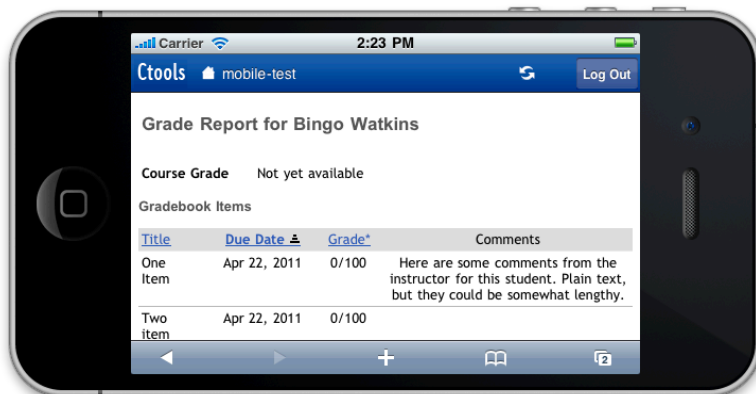 Carrier 2:23 PM
Ctools mobile-test Log Out
Grade Report for Bingo Watkins
Course Grade Not yet available
Gradebook Items
Title Due Date Grade* Comments
One Item Apr 22, 2011 0/100 Here are some comments from the
instructor for this student. Plain text,
but they could be somewhat lengthy.
Two item Apr 22, 2011 0/100
2